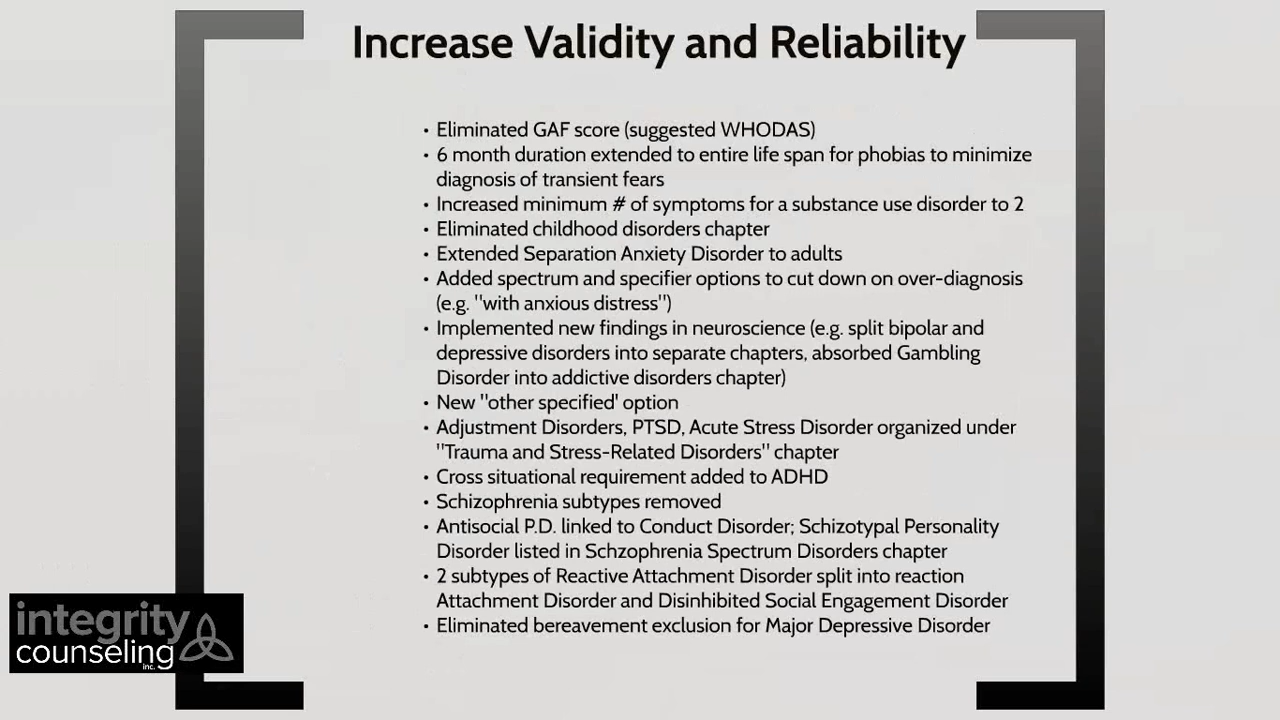 Increase Validity and Reliability
• Eliminated GAF score (suggested WHODAS)
• 6 month duration extended to entire life span for phobias to minimize
diagnosis of transient fears
• Increased minimum # of symptoms for a substance use disorder to 2
• Eliminated childhood disorders chapter
• Extended Separation Anxiety Disorder to adults
• Added spectrum and specifier options to cut down on over-diagnosis
(e.g. "with anxious distress")
• Implemented new findings in neuroscience (e.g. split bipolar and
depressive disorders into separate chapters, absorbed Gambling
Disorder into addictive disorders chapter)
• New "other specified' option
• Adjustment Disorders, PTSD, Acute Stress Disorder organized under
"Trauma and Stress-Related Disorders" chapter
• Cross situational requirement added to ADHD
• Schizophrenia subtypes removed
• Antisocial P.D. linked to Conduct Disorder; Schizotypal Personality
Disorder listed in Schzophrenia Spectrum Disorders chapter
• 2 subtypes of Reactive Attachment Disorder split into reaction
Attachment Disorder and Disinhibited Social Engagement Disorder
• Eliminated bereavement exclusion for Major Depressive Disorder
integrity
counseling
inc.